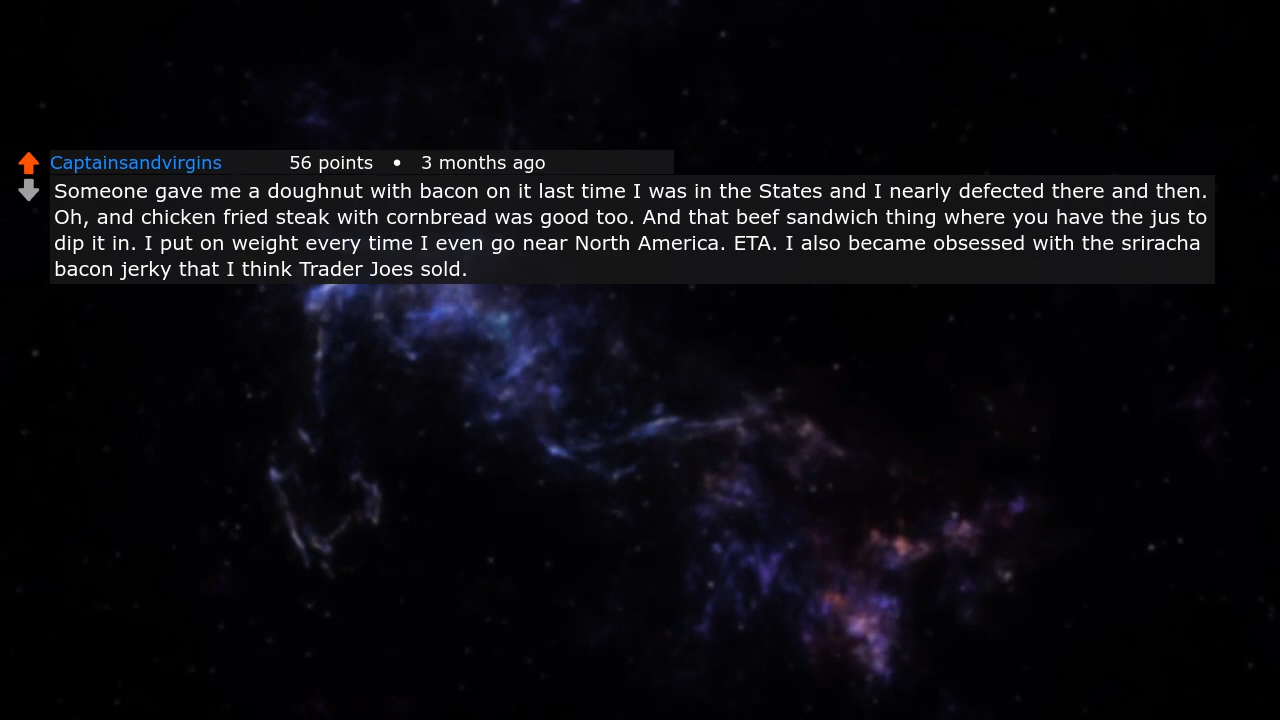 Captainsandvirgins 56 points • 3 months ago
Someone gave me a doughnut with bacon on it last time I was in the States and I nearly defected there and then.
Oh, and chicken fried steak with cornbread was good too. And that beef sandwich thing where you have the jus to
dip it in. I put on weight every time I even go near North America. ETA. I also became obsessed with the sriracha
bacon jerky that I think Trader Joes sold.